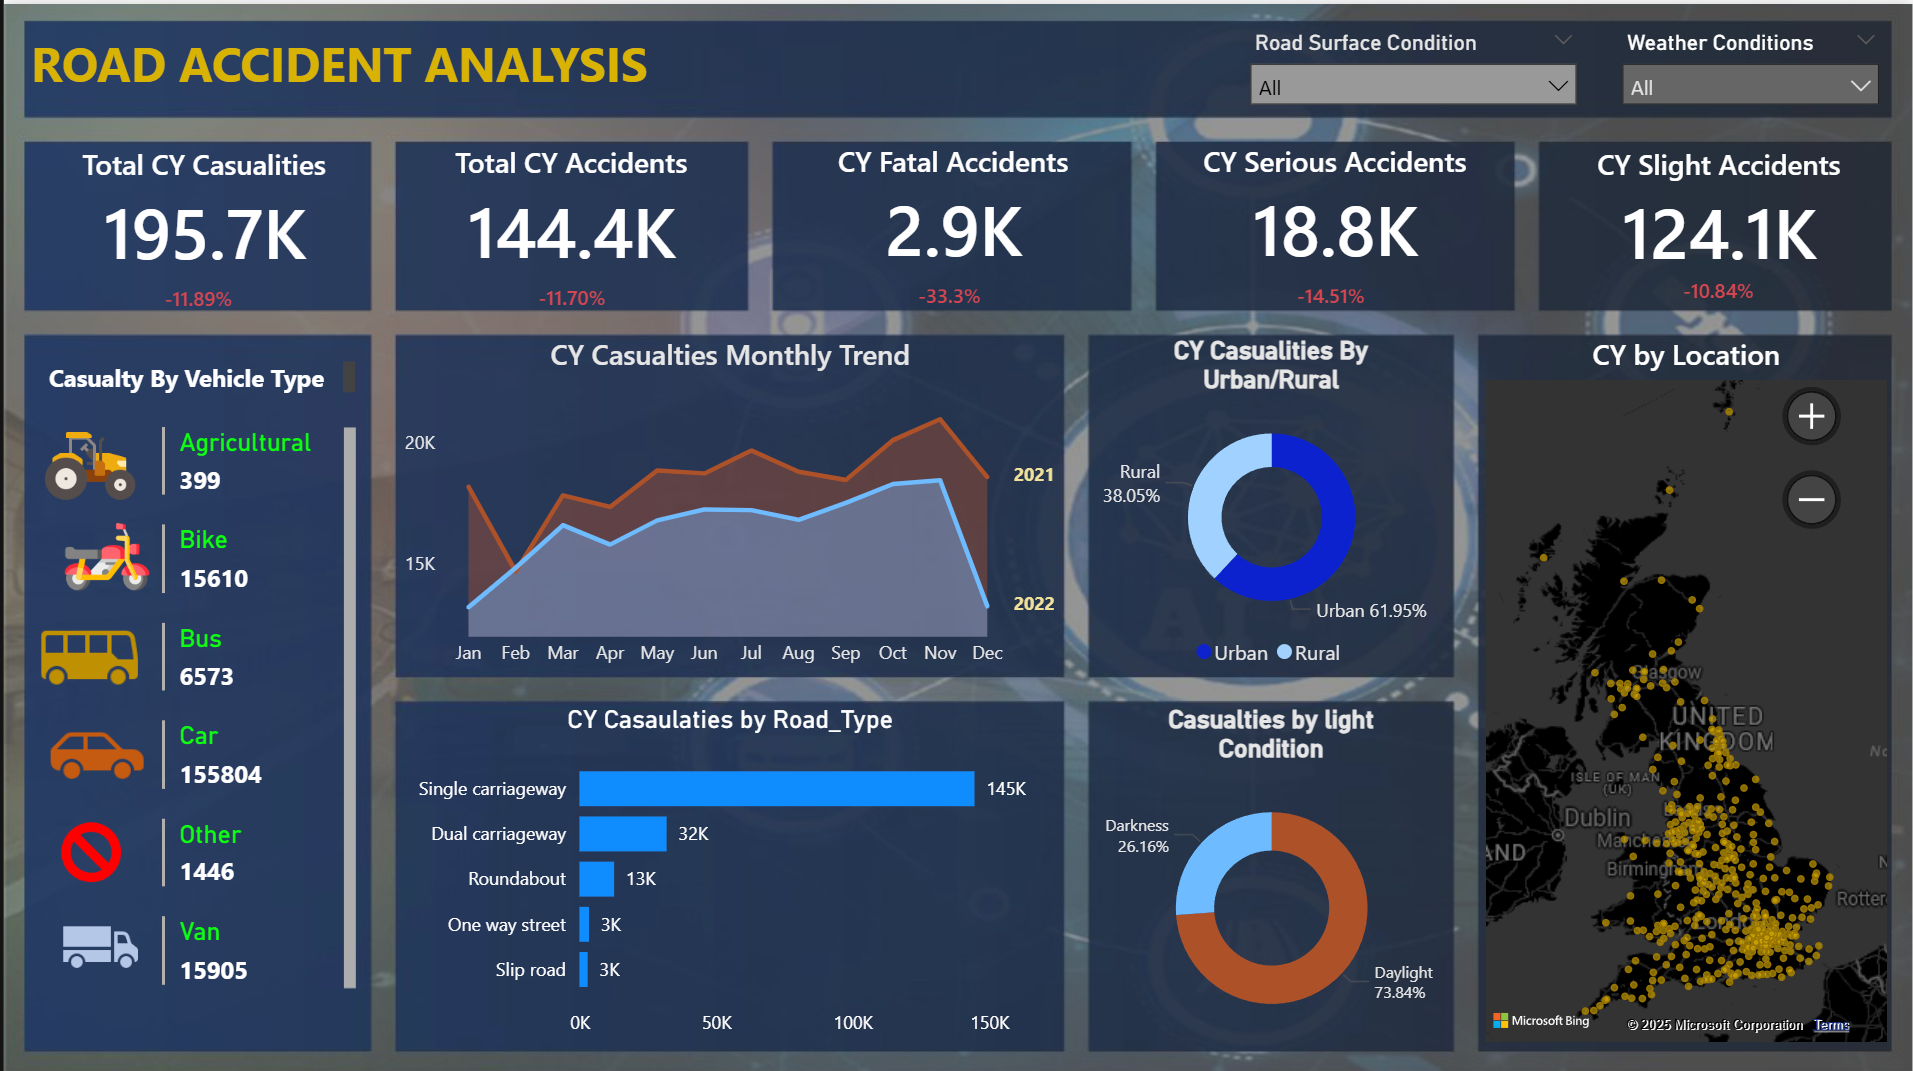 ROAD ACCIDENT ANALYSIS
Road Surface Condition
All
Weather Conditions
All
Total CY Casualities
195.7K
-11.89%
Total CY Accidents
144.4K
-11.70%
CY Fatal Accidents
2.9K
-33.3%
CY Serious Accidents
18.8K
-14.51%
CY Slight Accidents
124.1K
-10.84%
Casualty By Vehicle Type
Agricultural
399
Bike
15610
Bus
6573
Car
155804
Other
1446
Van
15905
CY Casualties Monthly Trend
20K
15K
2021
2022
Jan Feb Mar Apr May Jun Jul Aug Sep Oct Nov Dec
CY Casualities By
Urban/Rural
Rural
38.05%
Urban 61.95%
Urban Rural
CY Casaulaties by Road_Type
Single carriageway 145K
Dual carriageway 32K
Roundabout 13K
One way street 3K
Slip road 3K
0K 50K 100K 150K
Casualties by light
Condition
Darkness
26.16%
Daylight
73.84%
CY by Location
Glasgow
UNITED
KINGDOM
ISLE OF MAN
(UK)
Dublin
Birmingham
London
Microsoft Bing
© 2025 Microsoft Corporation Terms